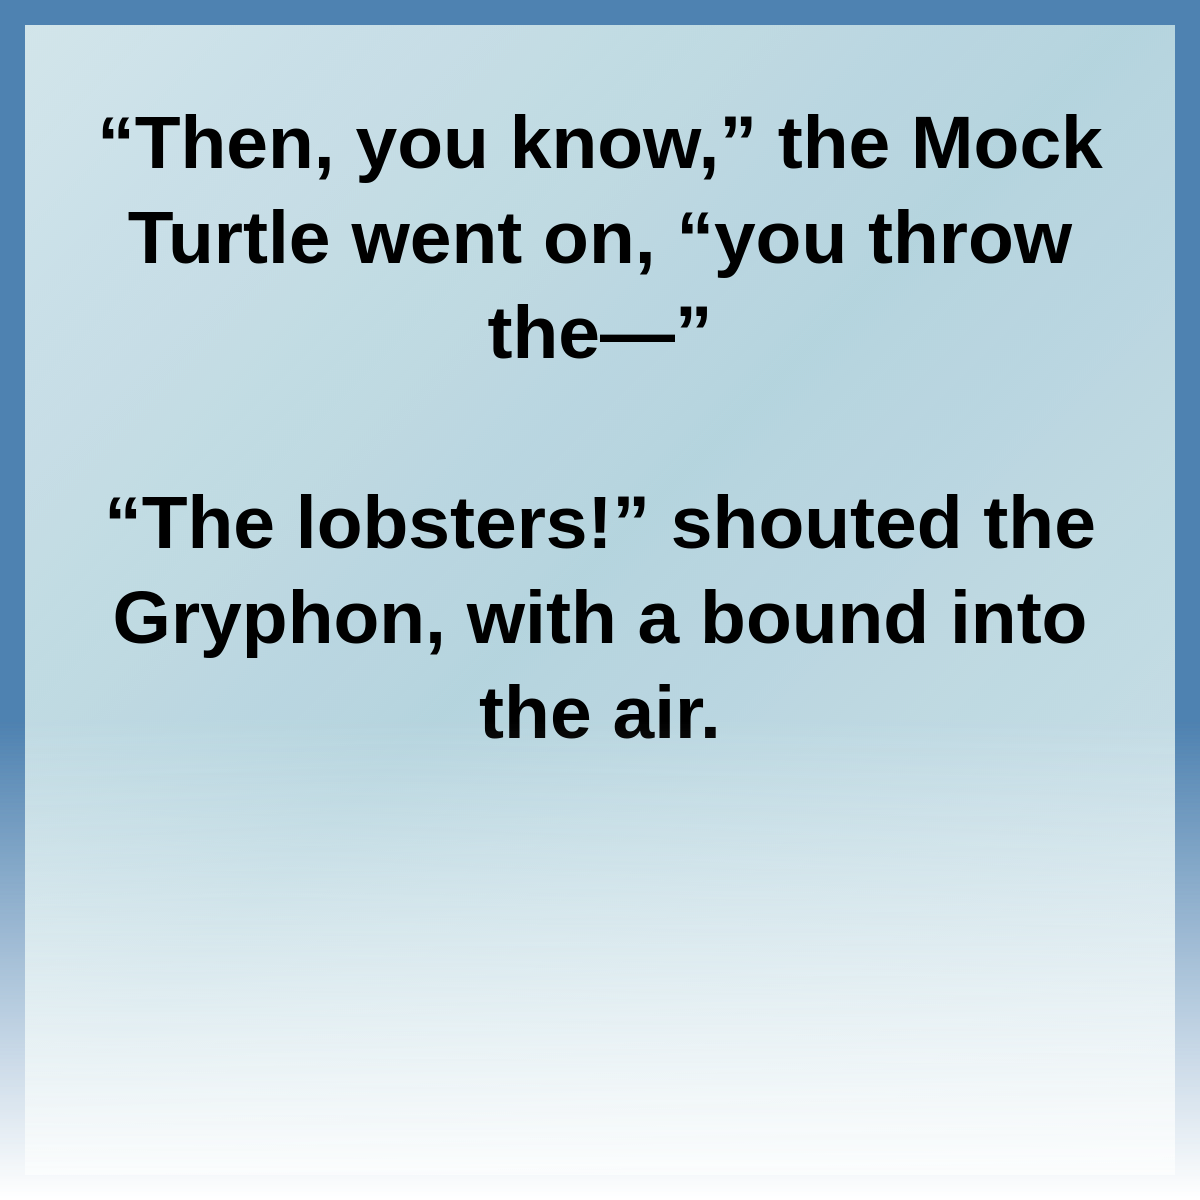 “Then, you know,” the Mock
Turtle went on, “you throw
the—”
“The lobsters!” shouted the
Gryphon, with a bound into
the air.